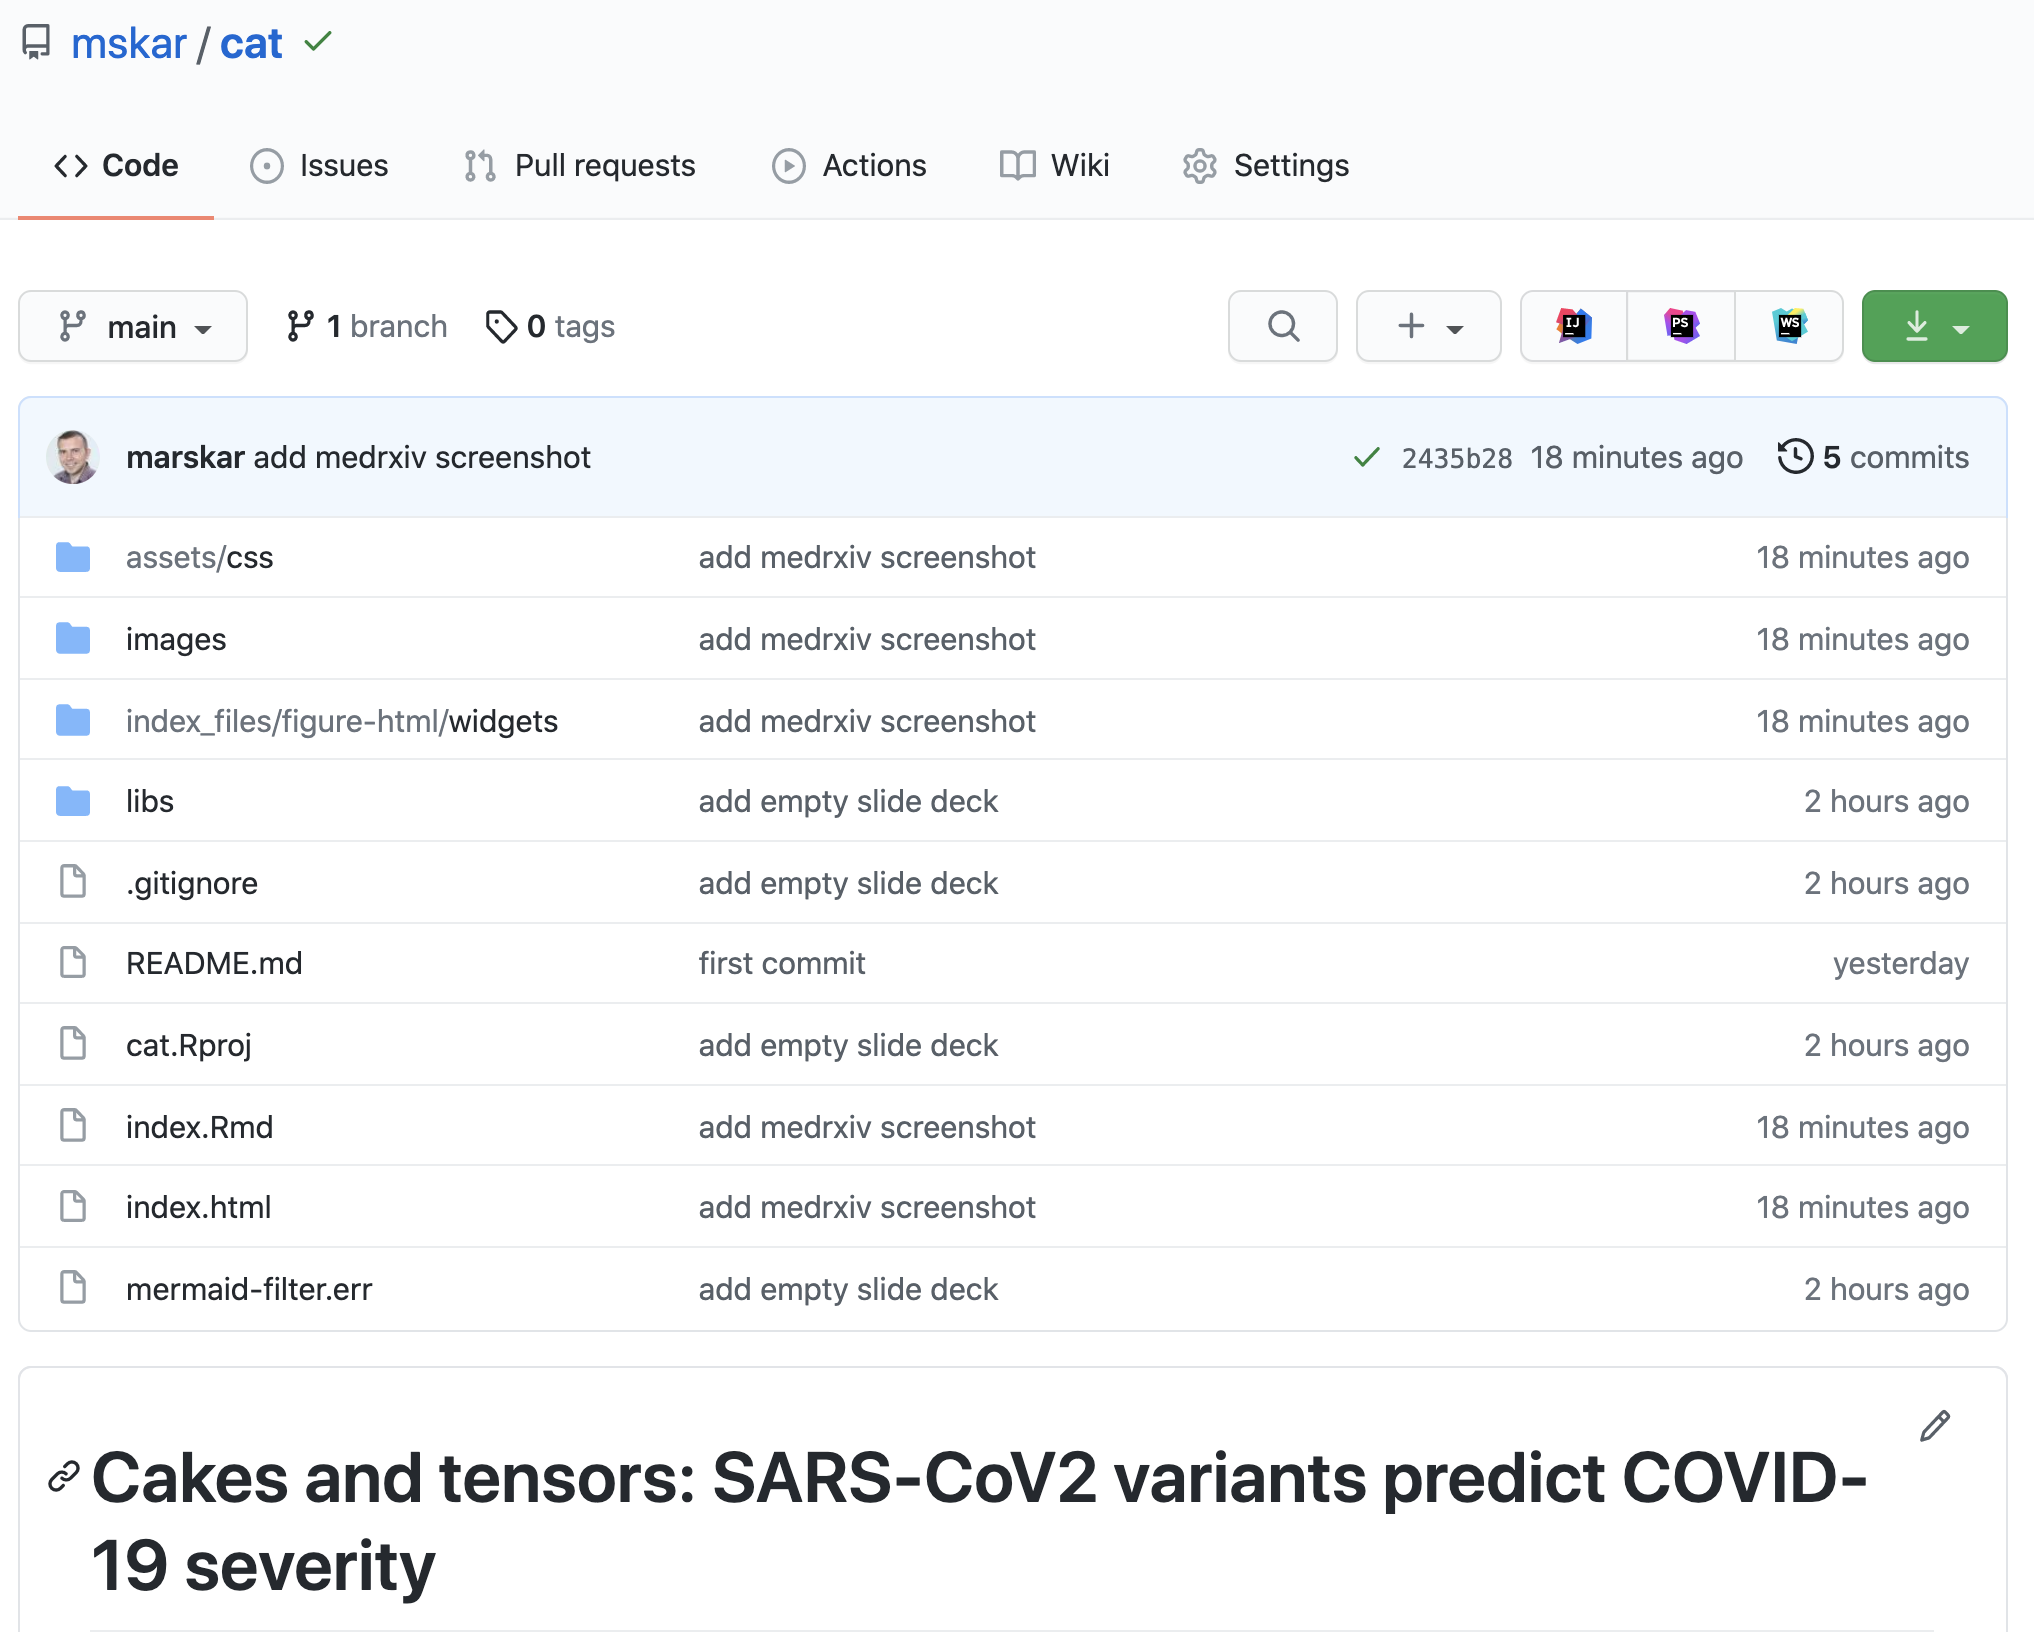 mskar / cat
Code Issues Pull requests Actions Wiki Settings
main 1 branch 0 tags IJ PS WS
marskar add medrxiv screenshot 2435b28 18 minutes ago 5 commits
assets/css add medrxiv screenshot 18 minutes ago
images add medrxiv screenshot 18 minutes ago
index_files/figure-html/widgets add medrxiv screenshot 18 minutes ago
libs add empty slide deck 2 hours ago
.gitignore add empty slide deck 2 hours ago
README.md first commit yesterday
cat.Rproj add empty slide deck 2 hours ago
index.Rmd add medrxiv screenshot 18 minutes ago
index.html add medrxiv screenshot 18 minutes ago
mermaid-filter.err add empty slide deck 2 hours ago
Cakes and tensors: SARS-CoV2 variants predict COVID-
19 severity